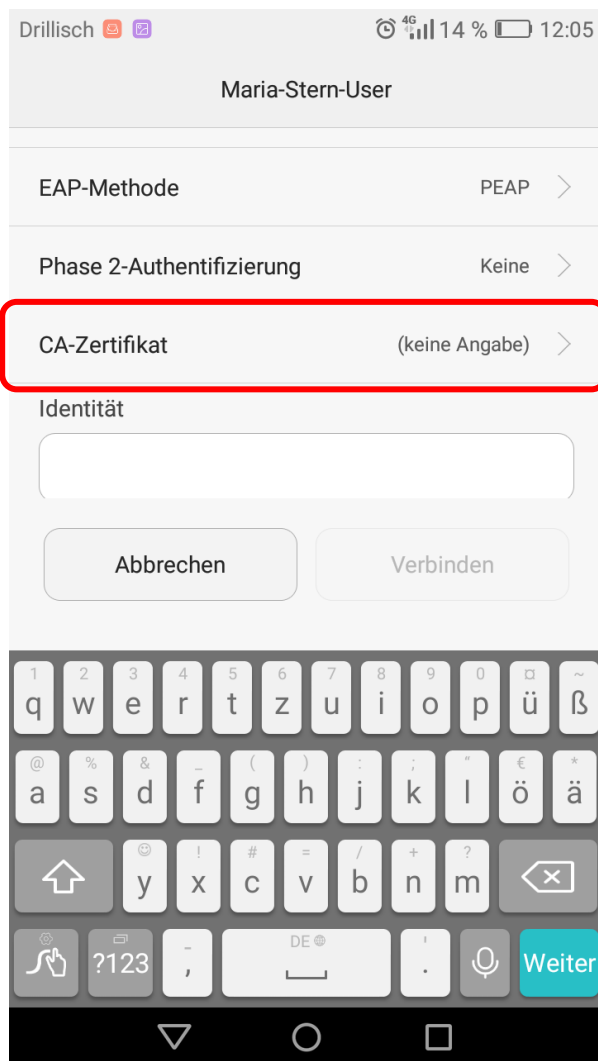 Drillisch 4G 14 % 12:05
Maria-Stern-User
EAP-Methode PEAP
Phase 2-Authentifizierung Keine
CA-Zertifikat (keine Angabe)
Identität
Abbrechen Verbinden
1 2 3 4 5 6 7 8 9 0 ¤ ~
q w e r t z u i o p ü ß
@ % & _ ( ) : ; " € *
a s d f g h j k l ö ä
! # = / + ?
y x c v b n m
DE
?123 - , ' . Weiter